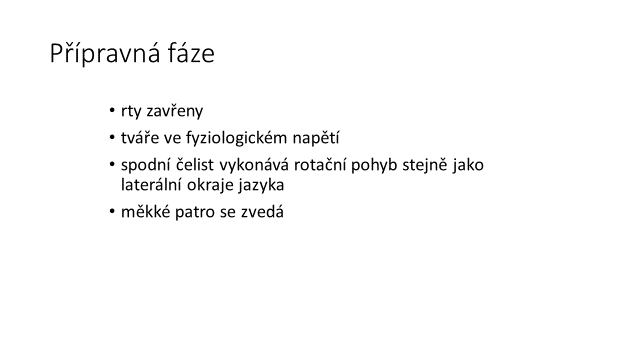 Přípravná fáze
• rty zavřeny
• tváře ve fyziologickém napětí
• spodní čelist vykonává rotační pohyb stejně jako
laterální okraje jazyka
• měkké patro se zvedá